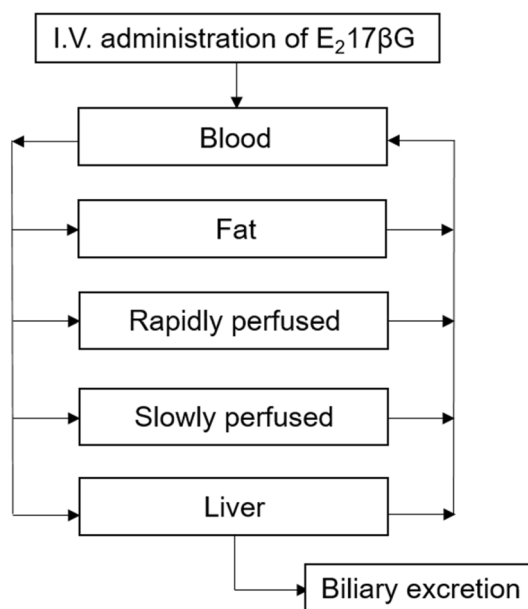 I.V. administration of E₂17βG
Blood
Fat
Rapidly perfused
Slowly perfused
Liver
Biliary excretion